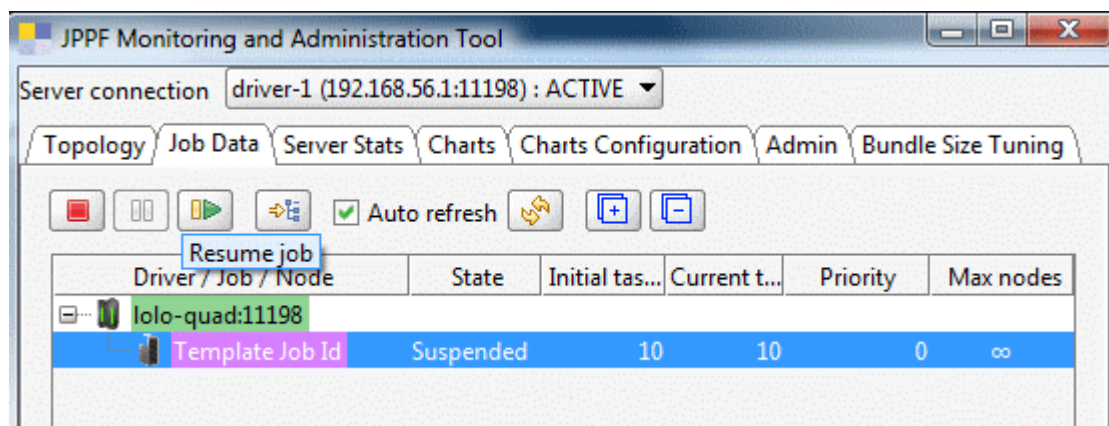 JPPF Monitoring and Administration Tool
Server connection driver-1 (192.168.56.1:11198) : ACTIVE
Topology Job Data Server Stats Charts Charts Configuration Admin Bundle Size Tuning
Auto refresh
Resume job
Driver / Job / Node State Initial tas... Current t... Priority Max nodes
lolo-quad:11198
Template Job Id Suspended 10 10 0 ∞